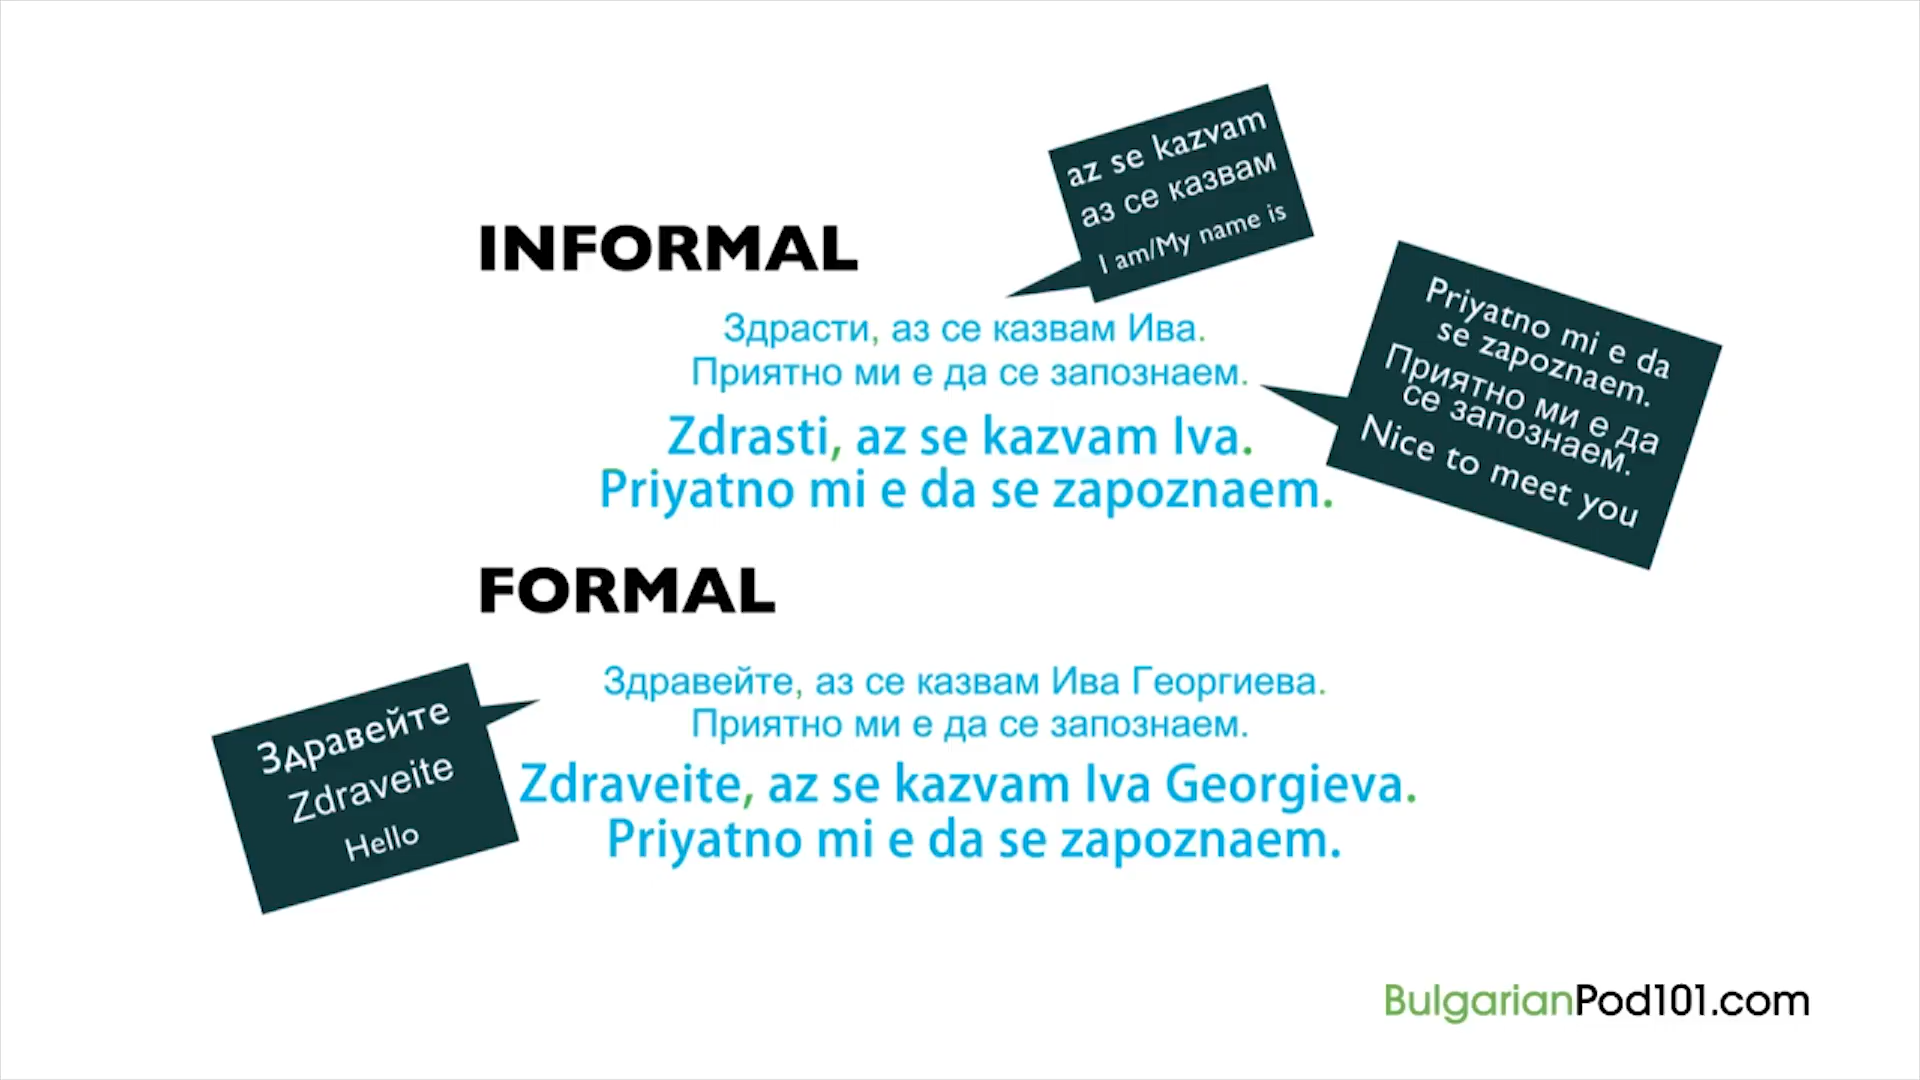 az se kazvam
аз се казвам
I am/My name is
INFORMAL
Здрасти, аз се казвам Ива.
Приятно ми е да се запознаем.
Zdrasti, az se kazvam Iva.
Priyatno mi e da se zapoznaem.
Priyatno mi e da
se zapoznaem.
Приятно ми е да
се запознаем.
Nice to meet you
FORMAL
Здравейте, аз се казвам Ива Георгиева.
Приятно ми е да се запознаем.
Zdraveite, az se kazvam Iva Georgieva.
Priyatno mi e da se zapoznaem.
Здравейте
Zdraveite
Hello
BulgarianPod101.com